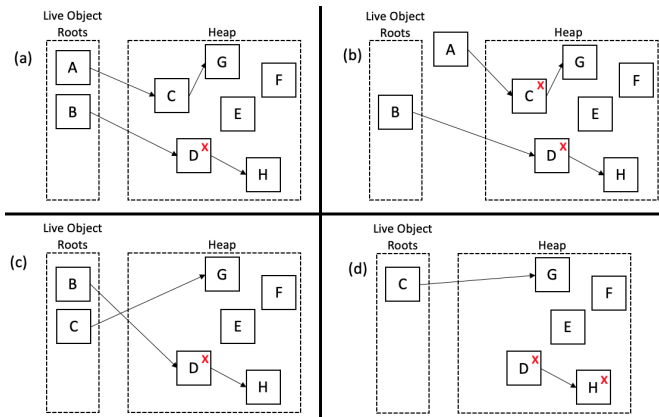 Live Object
Roots
Heap
(a)
A
B
C
G
F
E
D X
H
Live Object
Roots
Heap
(b)
A
B
C X
G
F
E
D X
H
Live Object
Roots
Heap
(c)
B
C
G
F
E
D X
H
Live Object
Roots
Heap
(d)
C
G
F
E
D X
H X